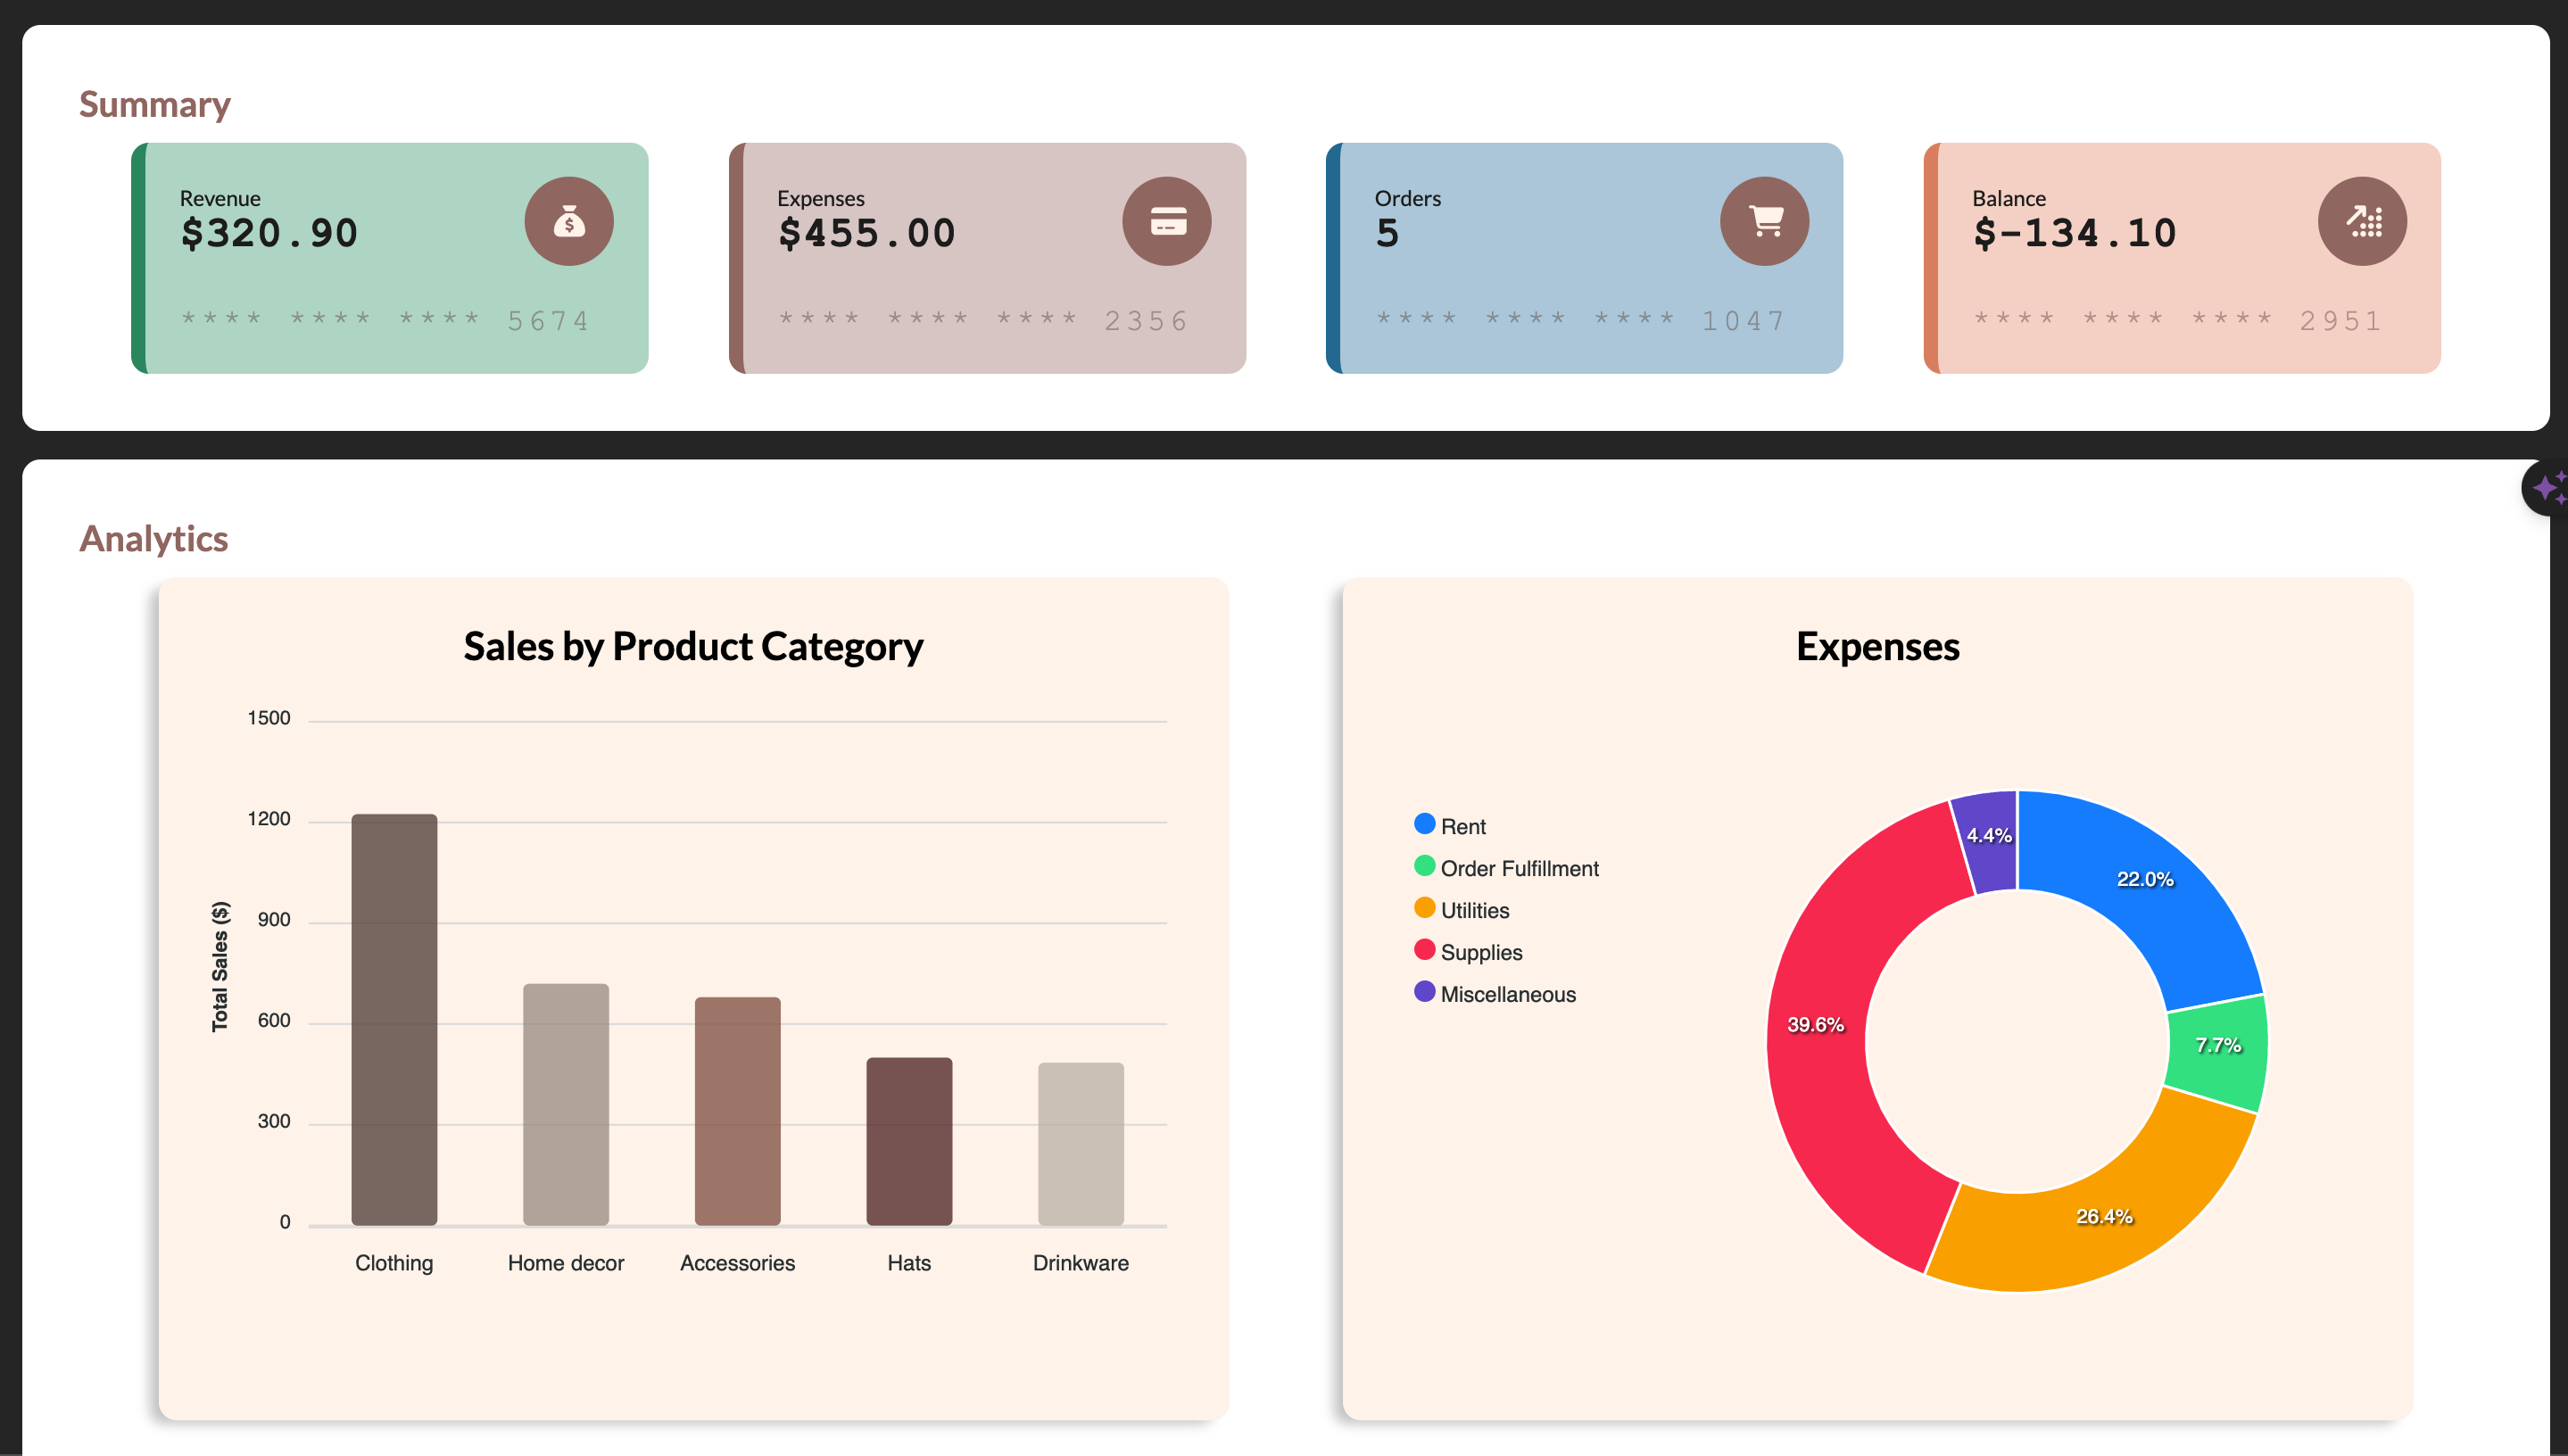 Summary
Revenue
$320.90
**** **** **** 5674
Expenses
$455.00
**** **** **** 2356
Orders
5
**** **** **** 1047
Balance
$-134.10
**** **** **** 2951
Analytics
Sales by Product Category
1500
1200
900
600
300
0
Total Sales ($)
Clothing
Home decor
Accessories
Hats
Drinkware
Expenses
Rent
Order Fulfillment
Utilities
Supplies
Miscellaneous
4.4%
22.0%
39.6%
7.7%
26.4%